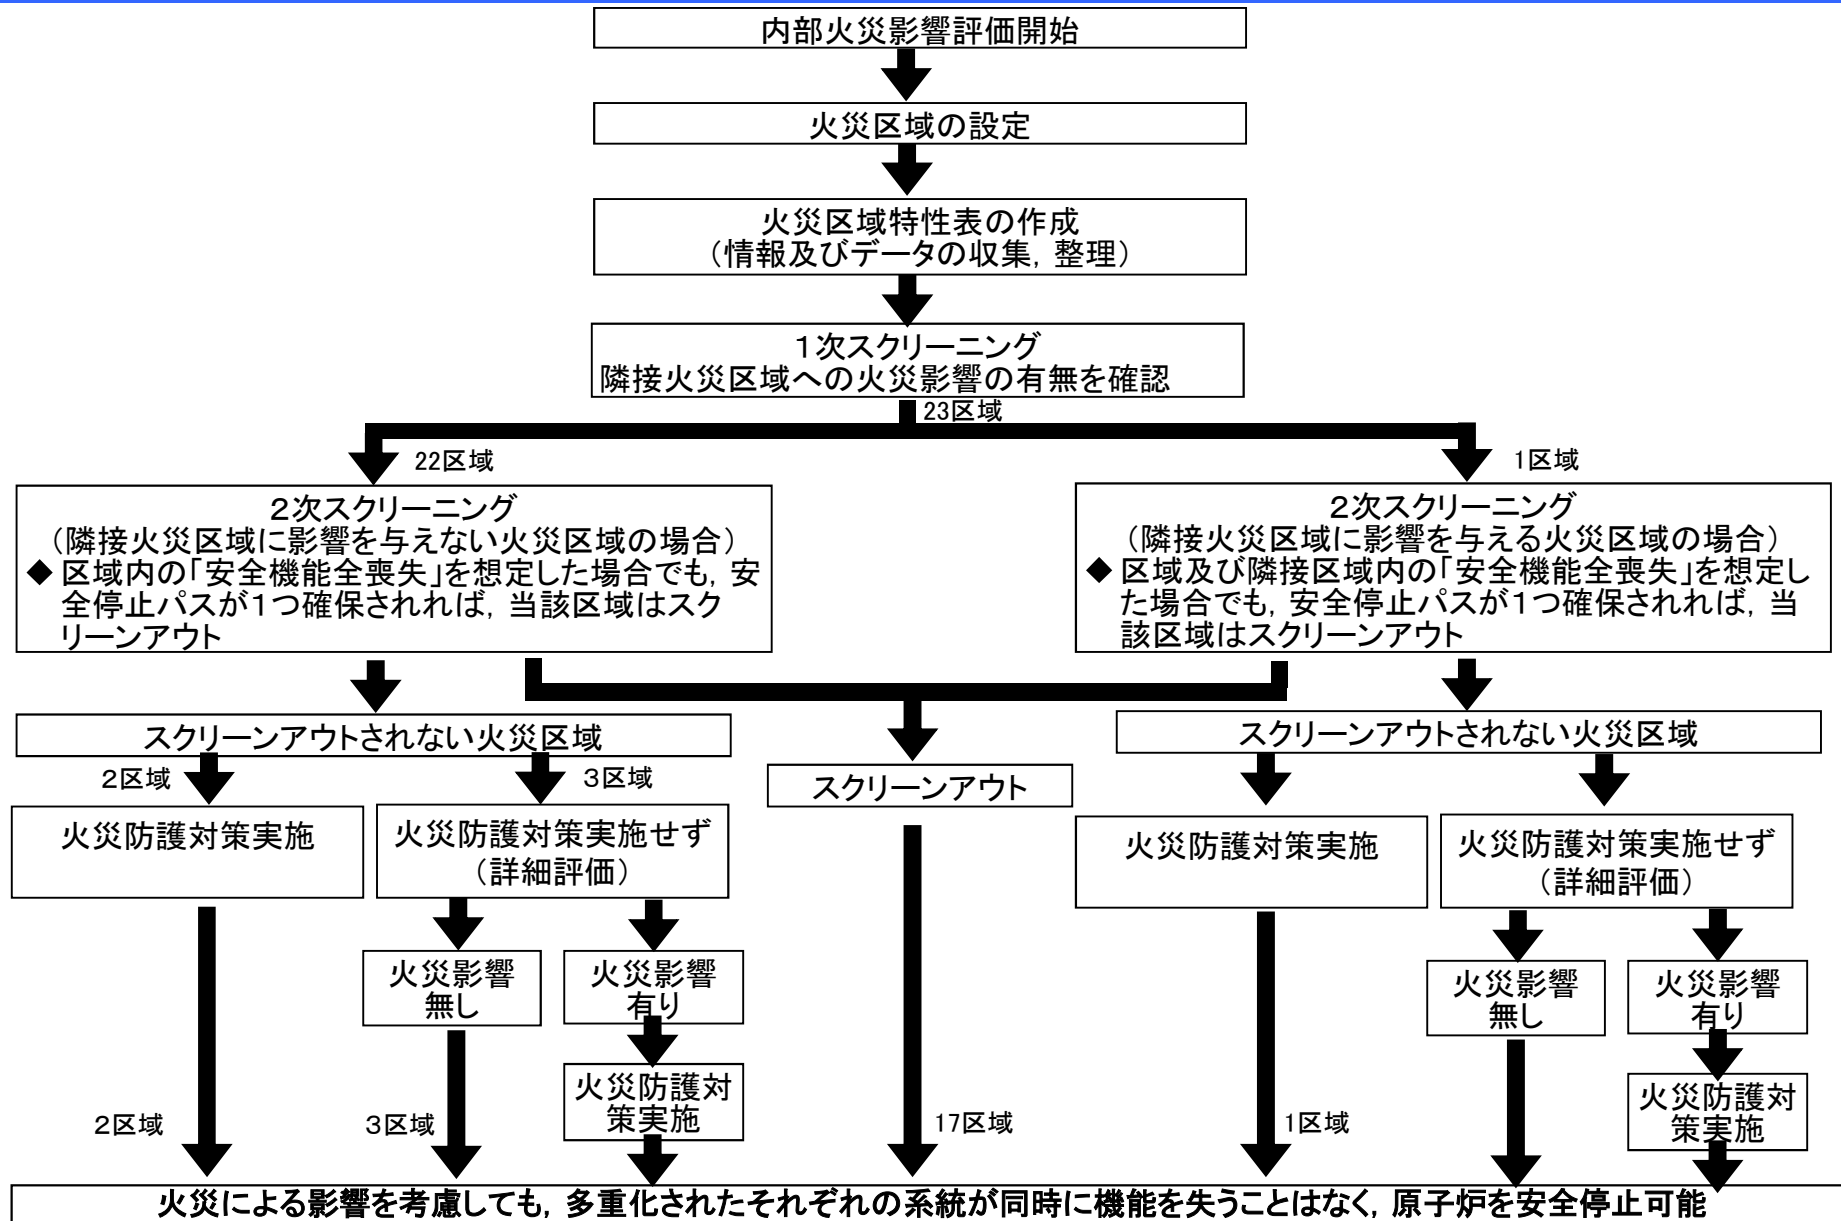 内部火災影響評価開始
火災区域の設定
火災区域特性表の作成
（情報及びデータの収集，整理）
１次スクリーニング
隣接火災区域への火災影響の有無を確認
23区域
22区域
1区域
２次スクリーニング
（隣接火災区域に影響を与えない火災区域の場合）
◆ 区域内の「安全機能全喪失」を想定した場合でも，安
全停止パスが１つ確保されれば，当該区域はスク
リーンアウト
２次スクリーニング
（隣接火災区域に影響を与える火災区域の場合）
◆ 区域及び隣接区域内の「安全機能全喪失」を想定し
た場合でも，安全停止パスが１つ確保されれば，当
該区域はスクリーンアウト
スクリーンアウトされない火災区域
スクリーンアウトされない火災区域
２区域
３区域
スクリーンアウト
火災防護対策実施
火災防護対策実施せず
（詳細評価）
火災防護対策実施
火災防護対策実施せず
（詳細評価）
火災影響
無し
火災影響
有り
火災影響
無し
火災影響
有り
火災防護対
策実施
火災防護対
策実施
２区域
３区域
17区域
1区域
火災による影響を考慮しても，多重化されたそれぞれの系統が同時に機能を失うことはなく，原子炉を安全停止可能